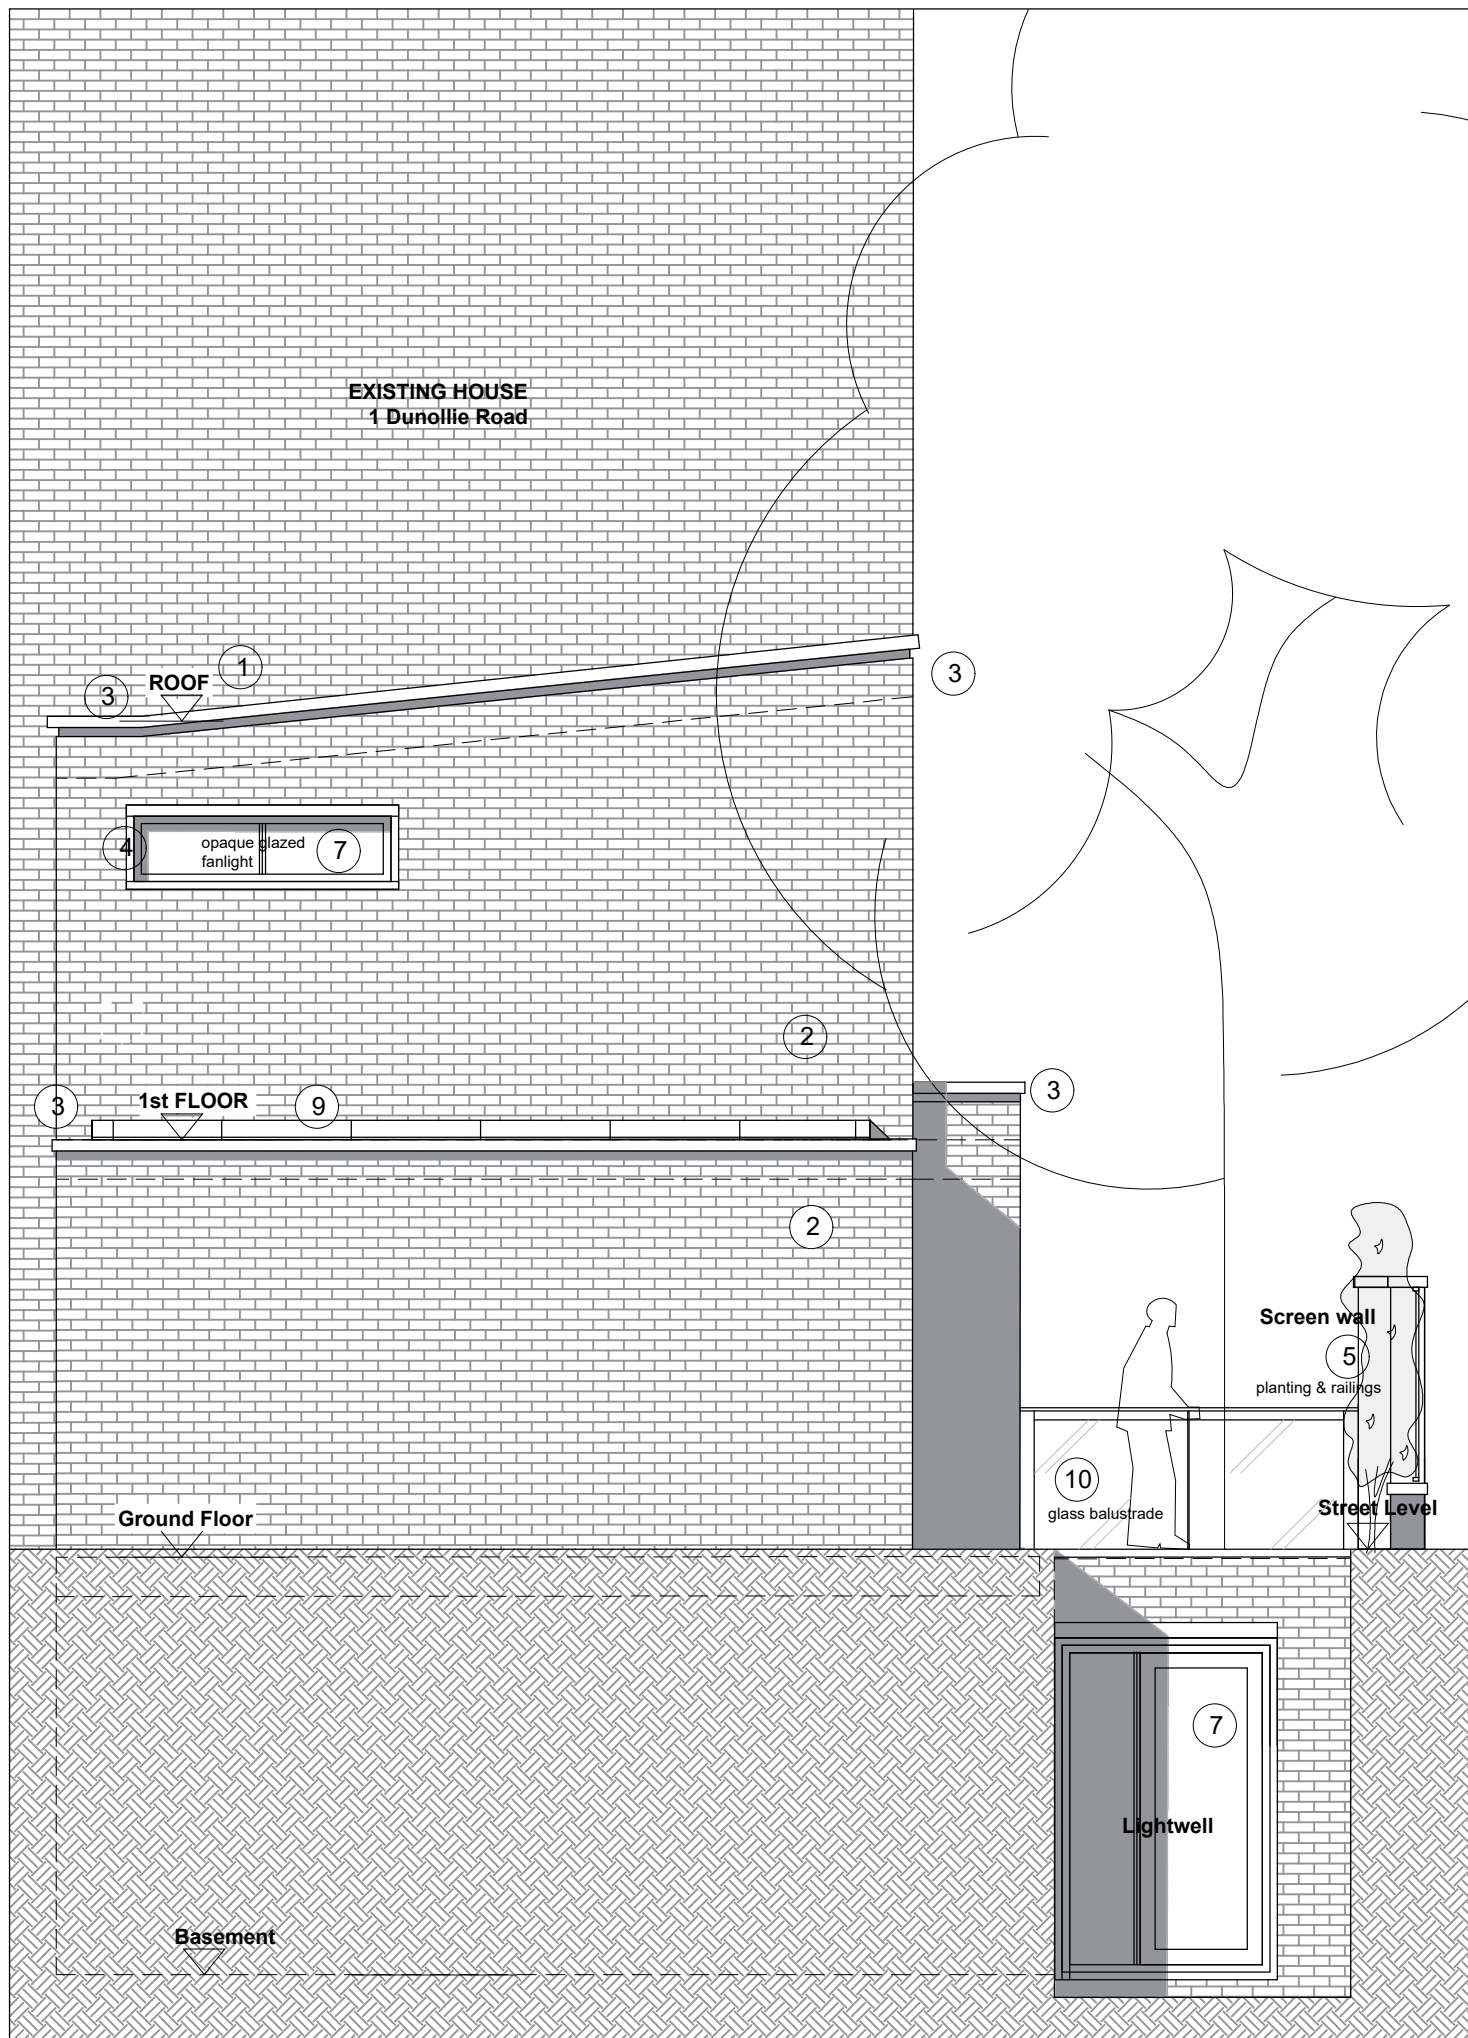 EXISTING HOUSE
1 Dunollie Road
1
3
ROOF
3
4
opaque glazed
fanlight
7
2
3
1st FLOOR
9
3
2
Screen wall
5
planting & railings
10
glass balustrade
Ground Floor
Street Level
7
Lightwell
Basement